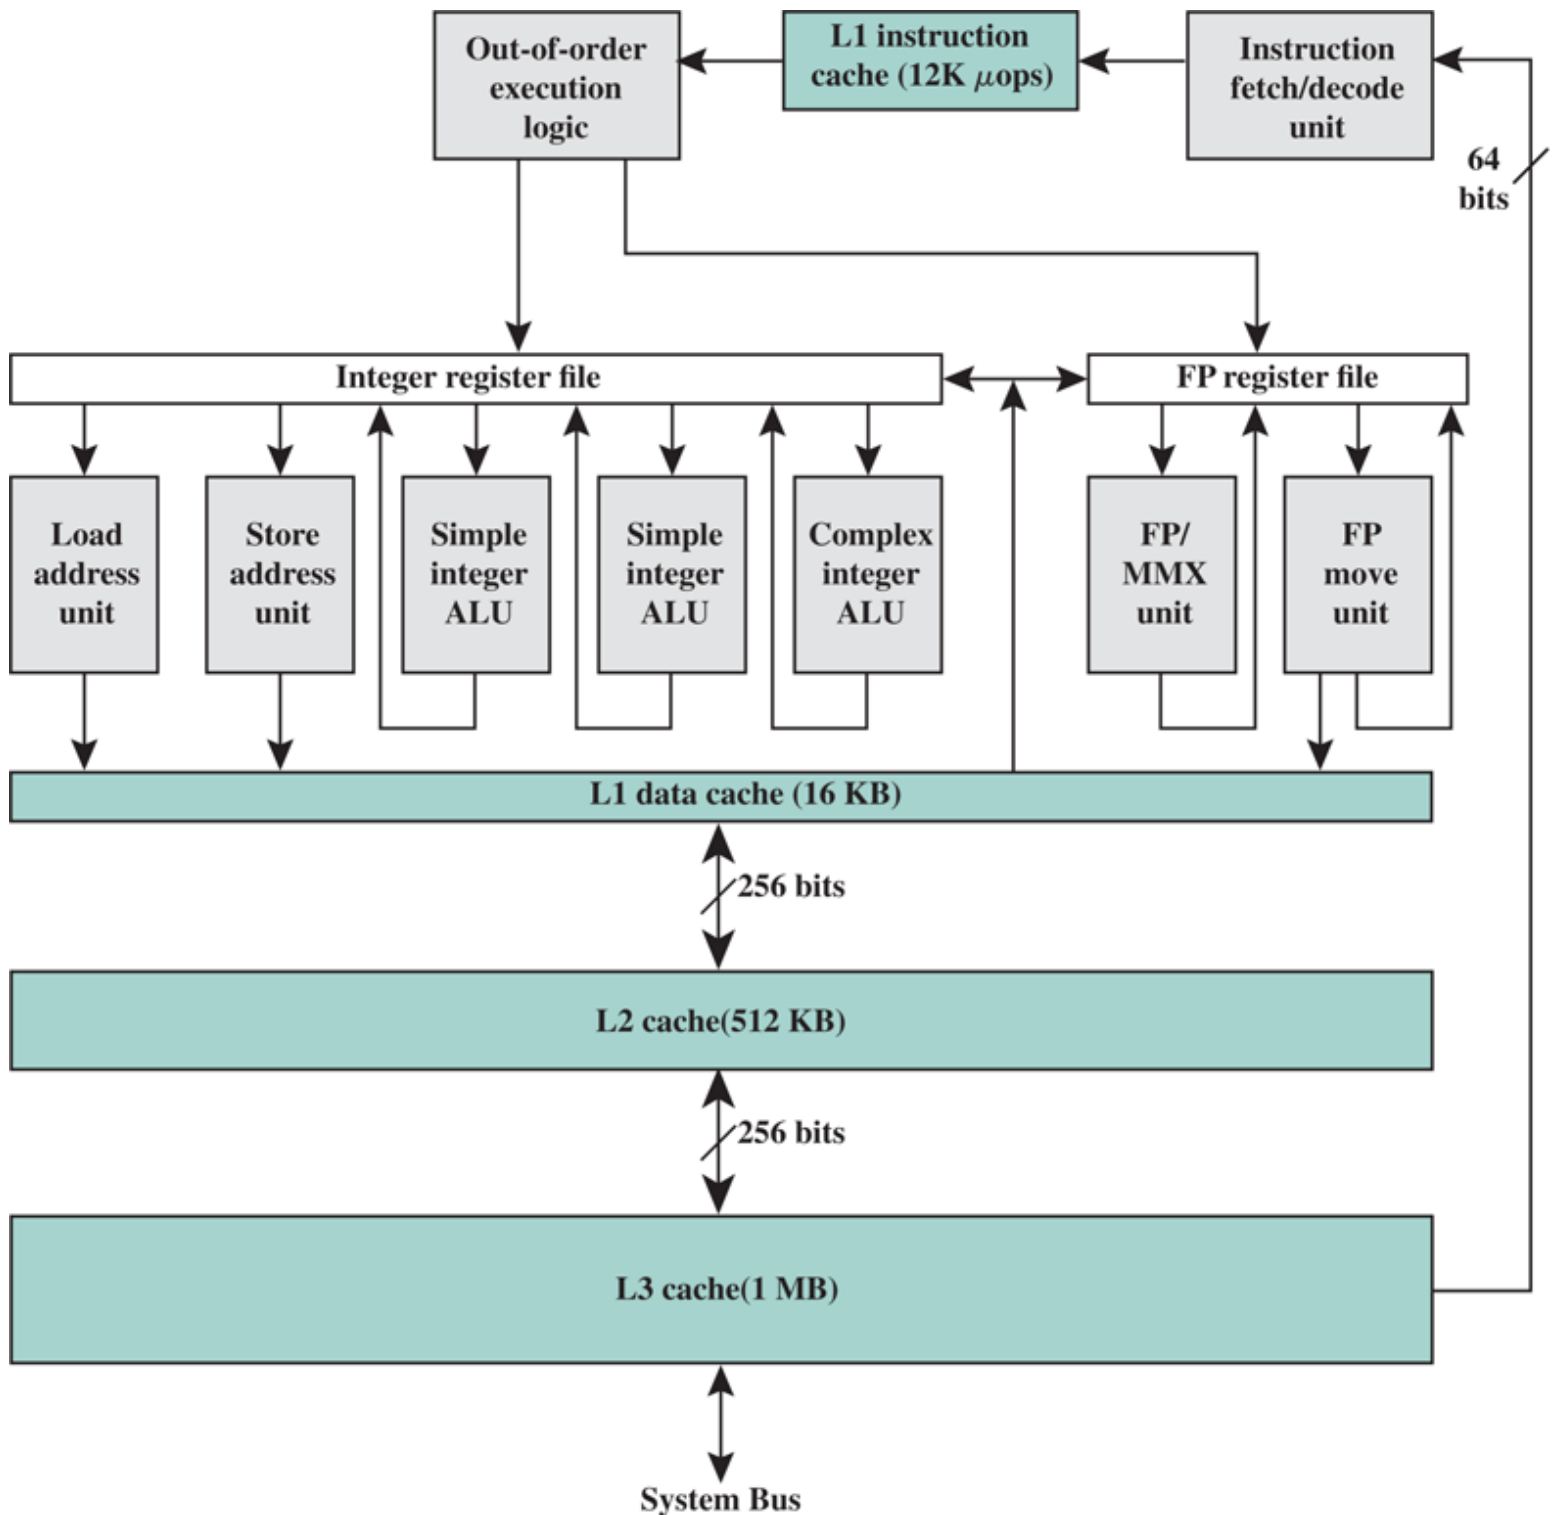 Out-of-order
execution
logic
L1 instruction
cache (12K μops)
Instruction
fetch/decode
unit
64
bits
Integer register file
FP register file
Load
address
unit
Store
address
unit
Simple
integer
ALU
Simple
integer
ALU
Complex
integer
ALU
FP/
MMX
unit
FP
move
unit
L1 data cache (16 KB)
256 bits
L2 cache(512 KB)
256 bits
L3 cache(1 MB)
System Bus